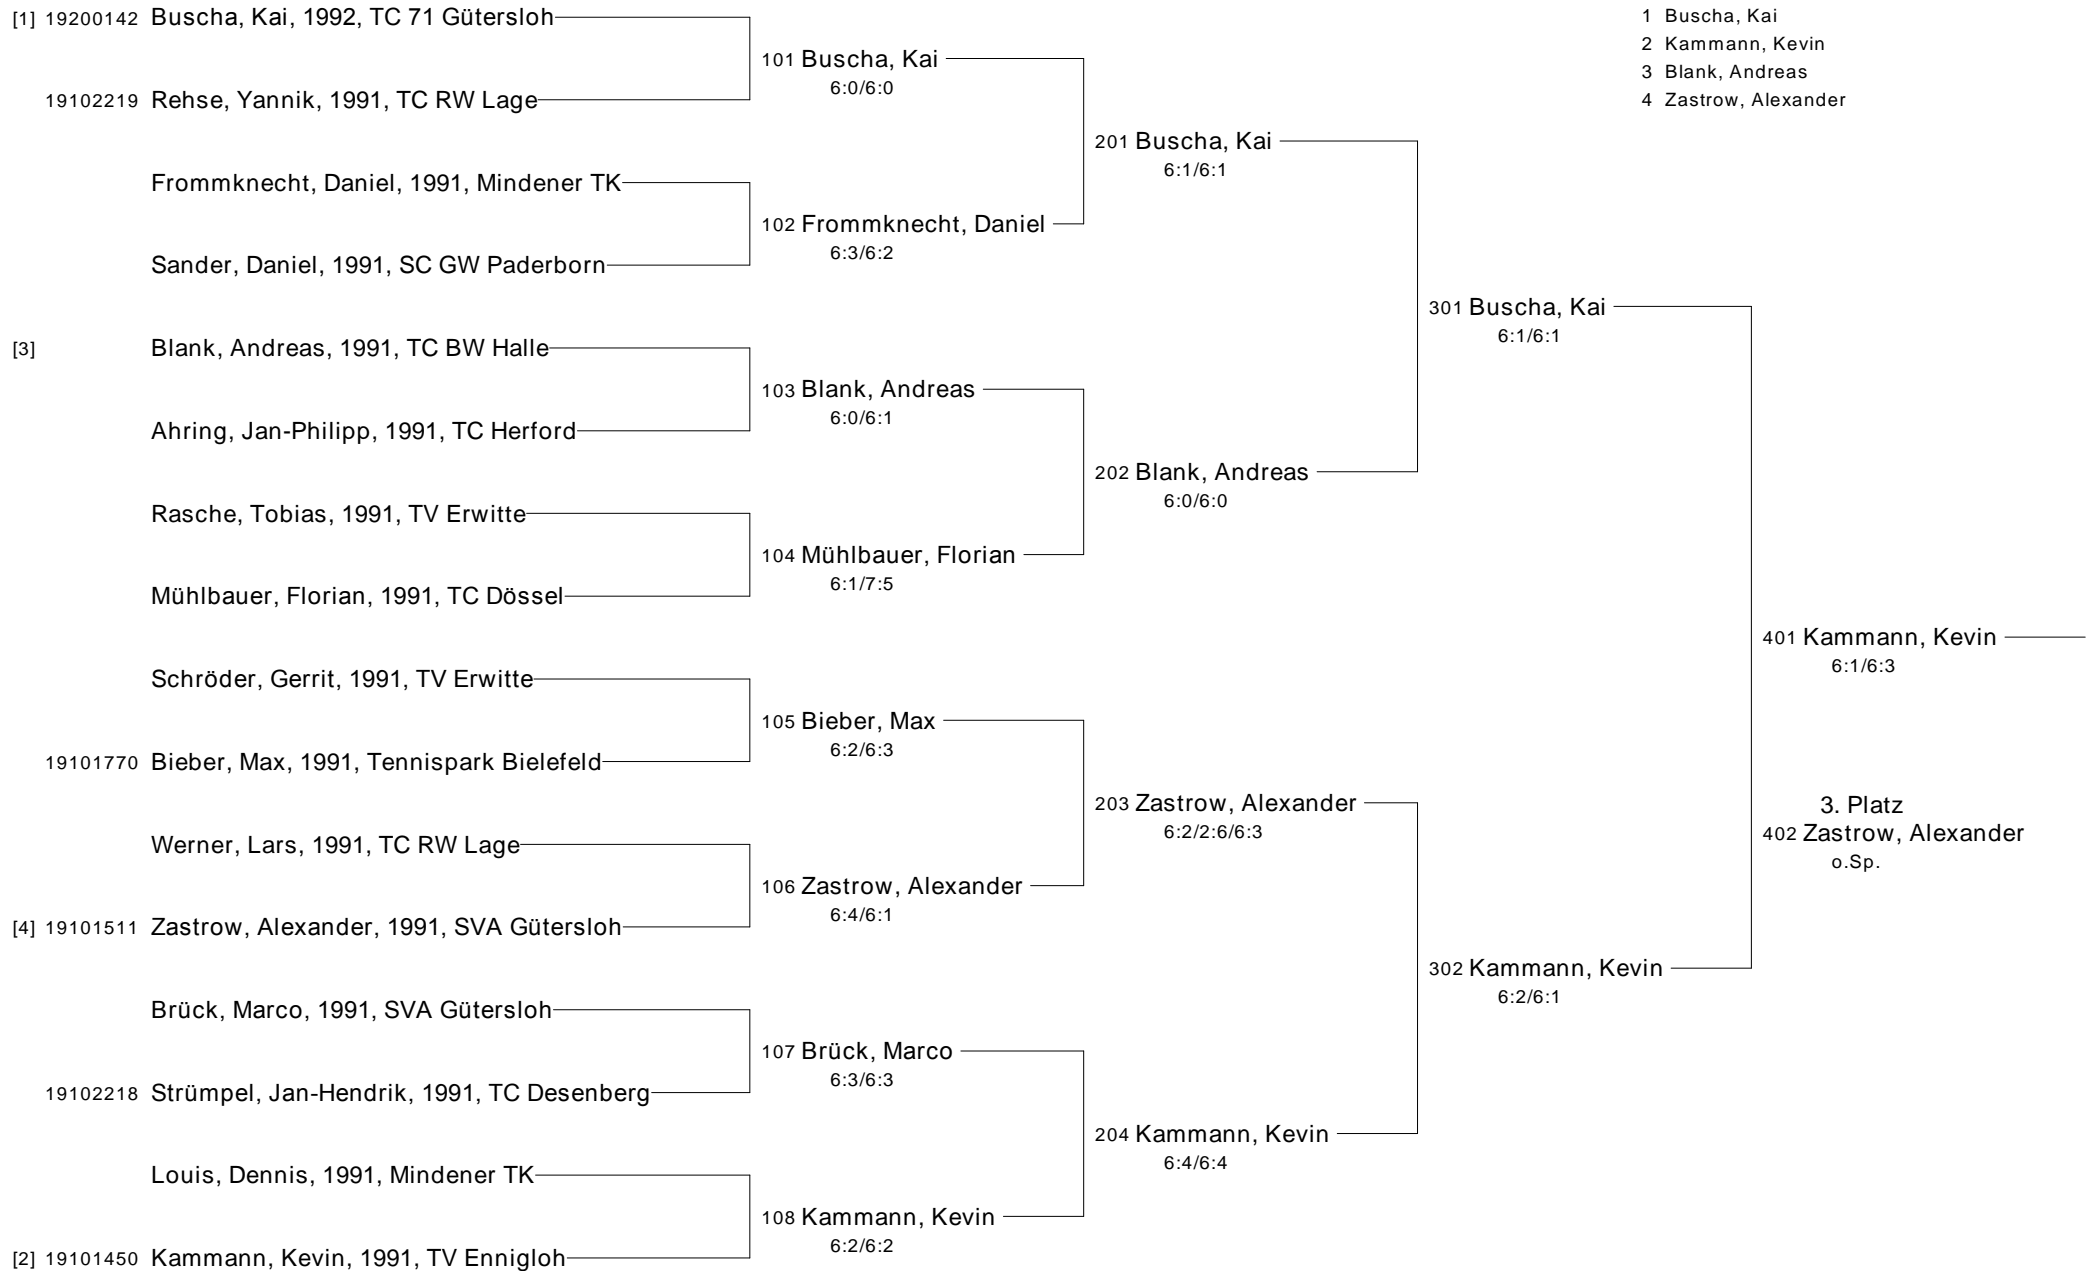 [1] 19200142 Buscha, Kai, 1992, TC 71 Gütersloh
19102219 Rehse, Yannik, 1991, TC RW Lage
Frommknecht, Daniel, 1991, Mindener TK
Sander, Daniel, 1991, SC GW Paderborn
[3] Blank, Andreas, 1991, TC BW Halle
Ahring, Jan-Philipp, 1991, TC Herford
Rasche, Tobias, 1991, TV Erwitte
Mühlbauer, Florian, 1991, TC Dössel
Schröder, Gerrit, 1991, TV Erwitte
19101770 Bieber, Max, 1991, Tennispark Bielefeld
Werner, Lars, 1991, TC RW Lage
[4] 19101511 Zastrow, Alexander, 1991, SVA Gütersloh
Brück, Marco, 1991, SVA Gütersloh
19102218 Strümpel, Jan-Hendrik, 1991, TC Desenberg
Louis, Dennis, 1991, Mindener TK
[2] 19101450 Kammann, Kevin, 1991, TV Ennigloh
101 Buscha, Kai
6:0/6:0
102 Frommknecht, Daniel
6:3/6:2
103 Blank, Andreas
6:0/6:1
104 Mühlbauer, Florian
6:1/7:5
105 Bieber, Max
6:2/6:3
106 Zastrow, Alexander
6:4/6:1
107 Brück, Marco
6:3/6:3
108 Kammann, Kevin
6:2/6:2
201 Buscha, Kai
6:1/6:1
202 Blank, Andreas
6:0/6:0
203 Zastrow, Alexander
6:2/2:6/6:3
204 Kammann, Kevin
6:4/6:4
301 Buscha, Kai
6:1/6:1
302 Kammann, Kevin
6:2/6:1
1 Buscha, Kai
2 Kammann, Kevin
3 Blank, Andreas
4 Zastrow, Alexander
401 Kammann, Kevin
6:1/6:3
3. Platz
402 Zastrow, Alexander
o.Sp.